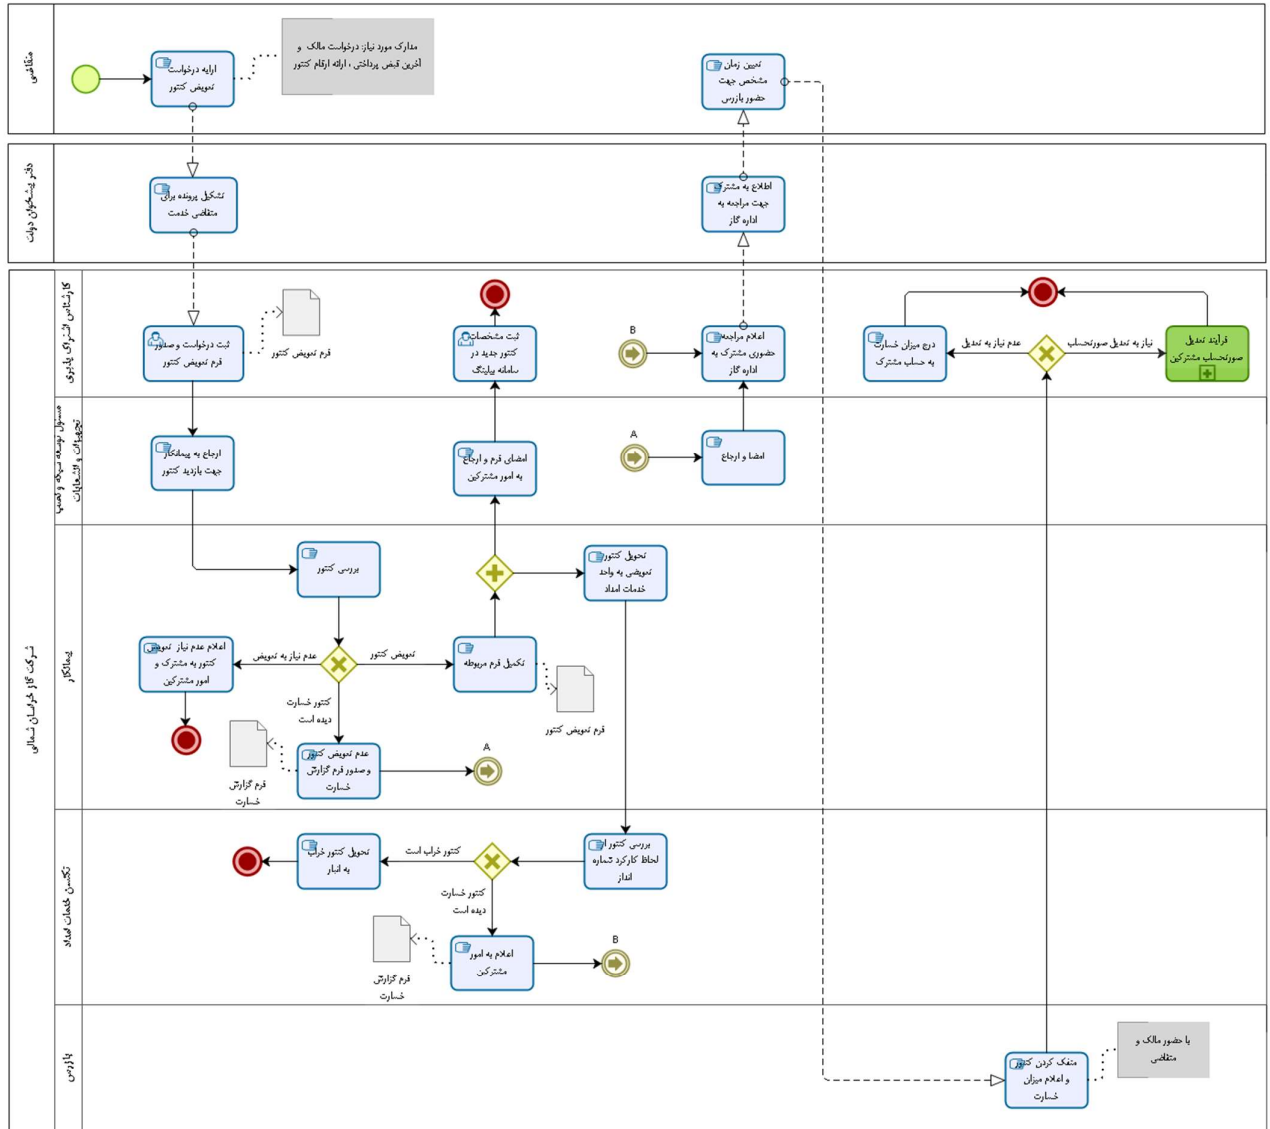 متقاضی
ارایه درخواست
تعویض کنتور
مدارک مورد نیاز: درخواست مالک و
آخرین قبض پرداختی ، ارائه ارقام کنتور
تعیین زمان
مشخص جهت
حضور بازرس
دفتر پیشخوان دولت
تشکیل پرونده برای
متقاضی خدمت
اطلاع به مشترک
جهت مراجعه به
اداره گاز
شرکت گاز خراسان شمالی
کارشناس اشتراک پذیری
ثبت درخواست و صدور
فرم تعویض کنتور
فرم تعویض کنتور
ثبت مشخصات
کنتور جدید در
سامانه بیلینگ
B
اعلام مراجعه
حضوری مشترک به
اداره گاز
درج میزان خسارت
به حساب مشترک
عدم نیاز به تعدیل
نیاز به تعدیل صورتحساب
فرآیند تعدیل
صورتحساب مشترکین
مسئول توسعه شبکه و نصب
تجهیزات و انشعابات
ارجاع به پیمانکار
جهت بازدید کنتور
امضای فرم و ارجاع
به امور مشترکین
A
امضا و ارجاع
پیمانکار
بررسی کنتور
تحویل کنتور
تعویضی به واحد
خدمات امداد
اعلام عدم نیاز تعویض
کنتور به مشترک و
امور مشترکین
عدم نیاز به تعویض
تعویض کنتور
تکمیل فرم مربوطه
فرم تعویض کنتور
کنتور خسارت
دیده است
عدم تعویض کنتور
و صدور فرم گزارش
خسارت
فرم گزارش
خسارت
A
تکنسین خدمات امداد
تحویل کنتور خراب
به انبار
کنتور خراب است
بررسی کنتور ا
لحاظ کارکرد شماره
انداز
کنتور خسارت
دیده است
اعلام به امور
مشترکین
فرم گزارش
خسارت
B
بازرس
منفک کردن کنتور
و اعلام میزان
خسارت
با حضور مالک و
متقاضی